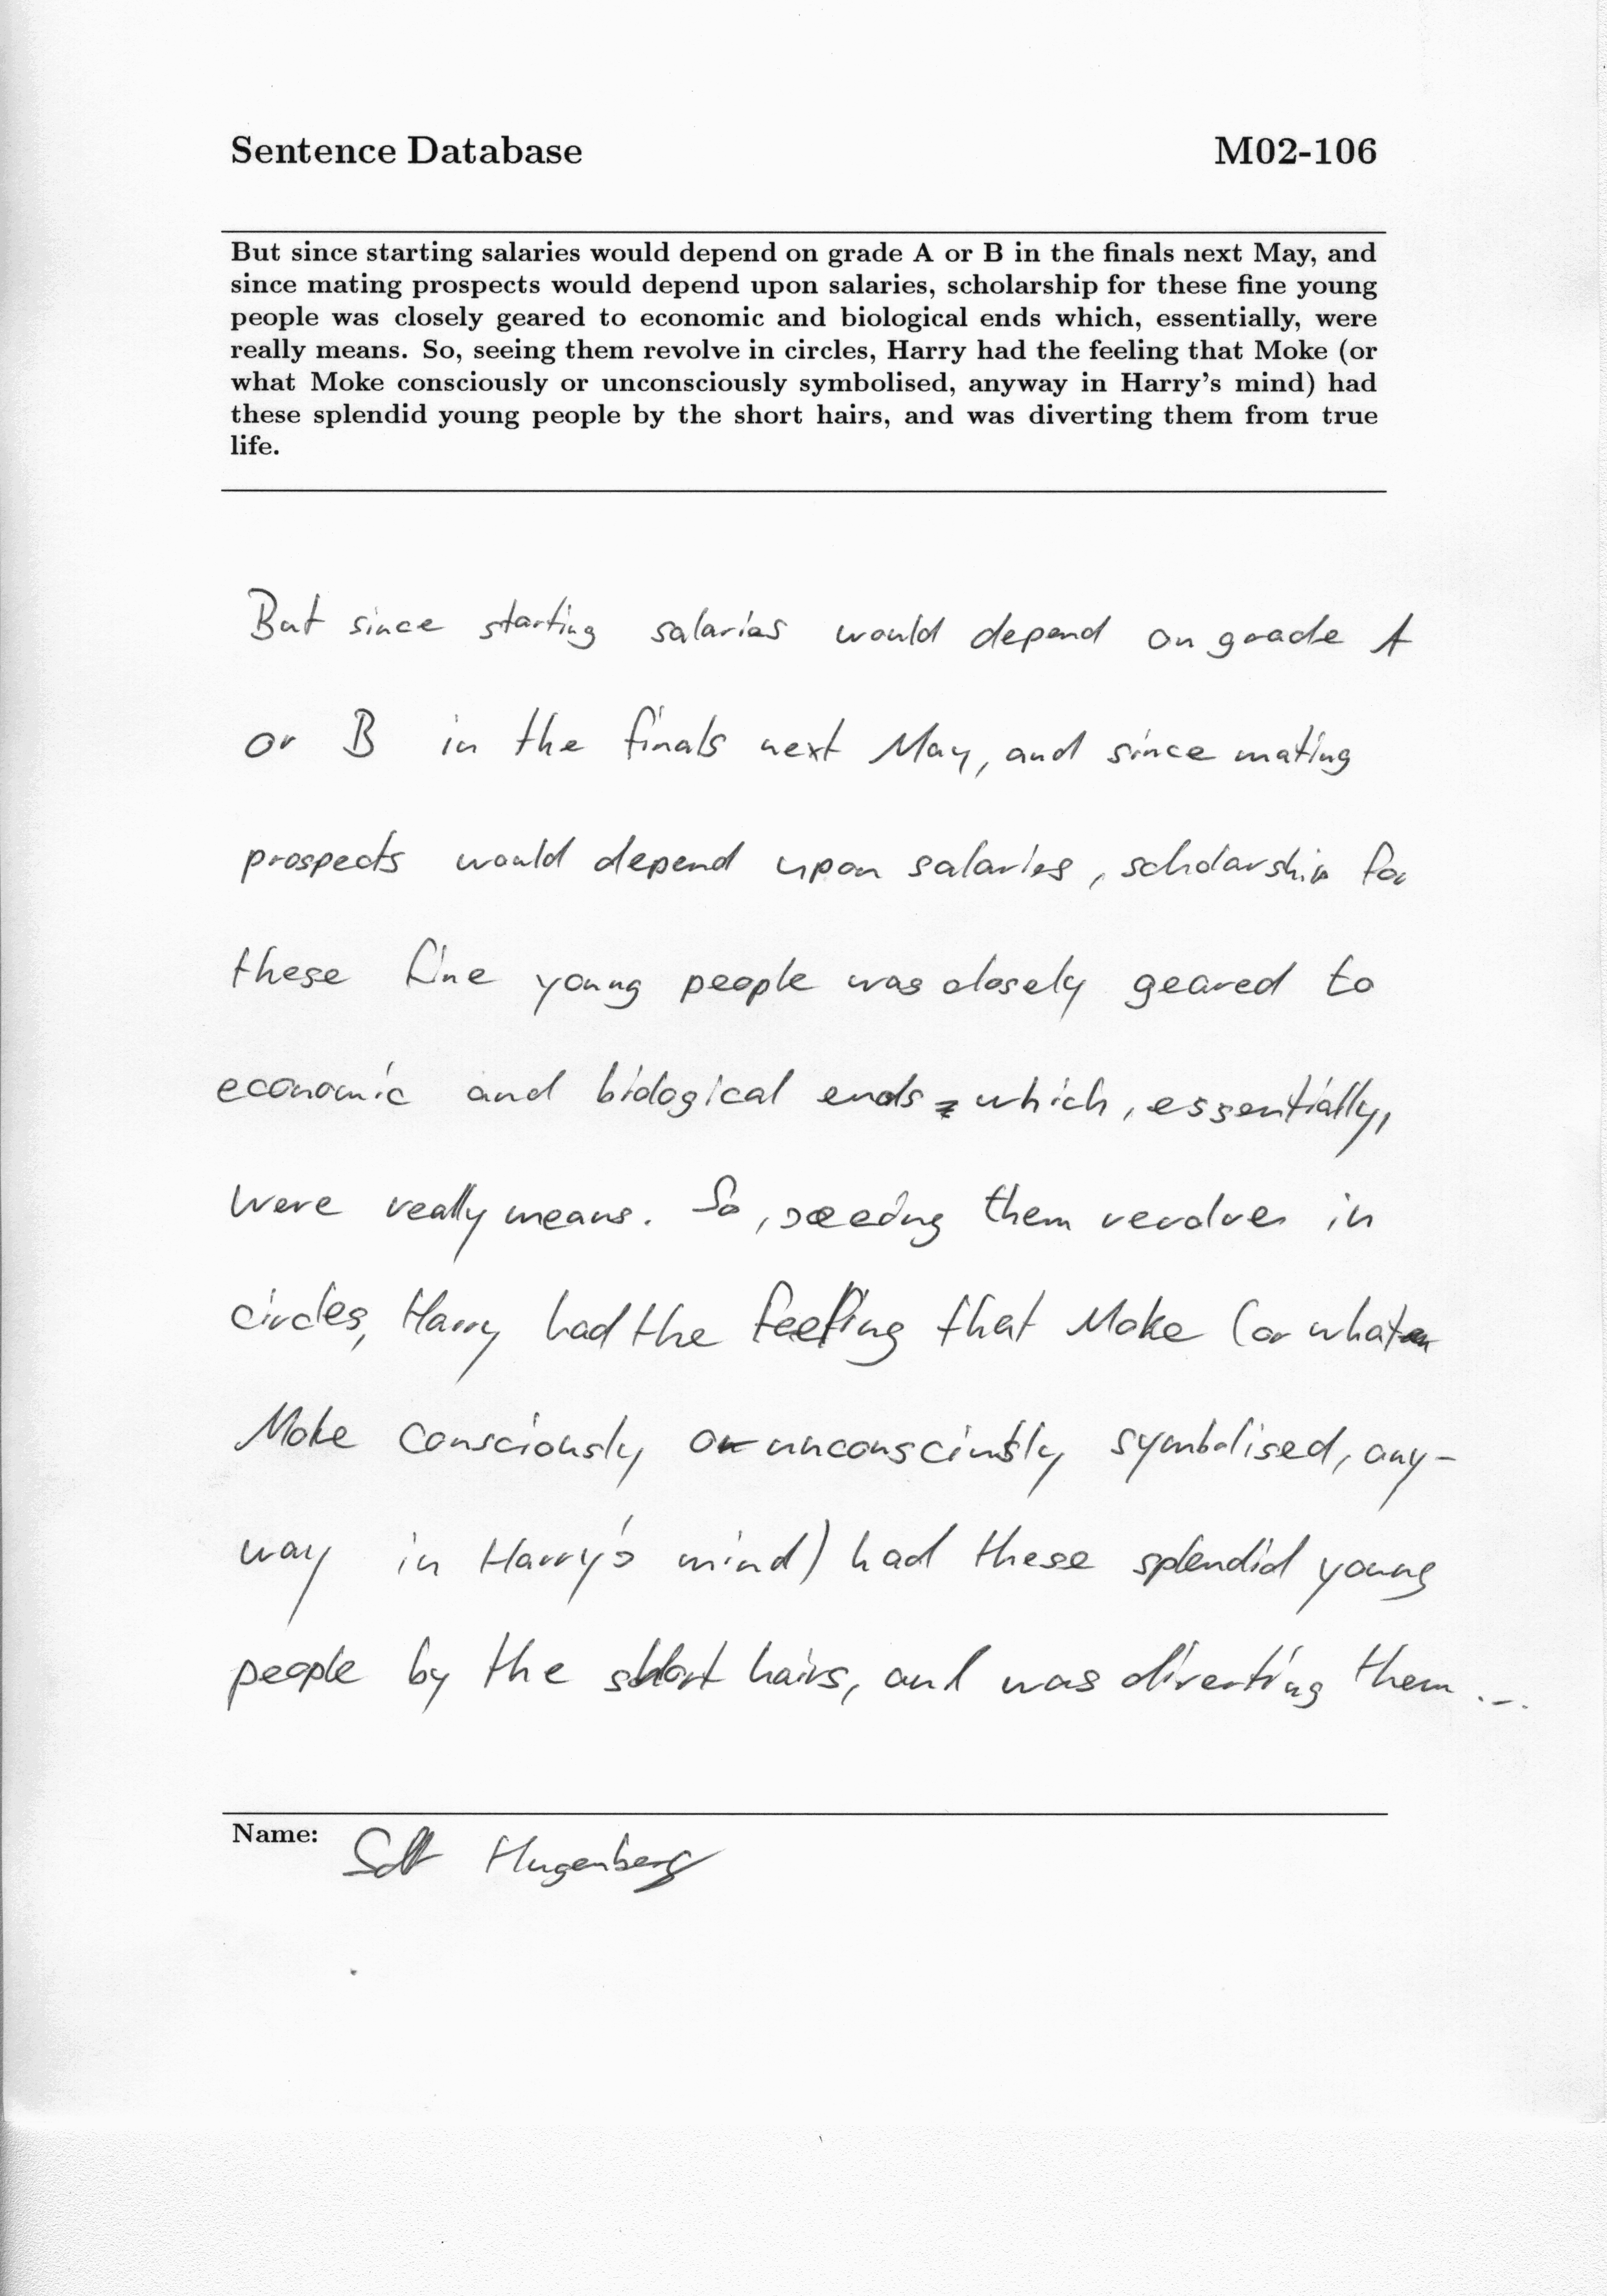 Sentence Database M02-106
But since starting salaries would depend on grade A or B in the finals next May, and
since mating prospects would depend upon salaries, scholarship for these fine young
people was closely geared to economic and biological ends which, essentially, were
really means. So, seeing them revolve in circles, Harry had the feeling that Moke (or
what Moke consciously or unconsciously symbolised, anyway in Harry's mind) had
these splendid young people by the short hairs, and was diverting them from true
life.
But since starting salaries would depend on grade A
or B in the finals next May, and since mating
prospects would depend upon salaries, scholarship for
these fine young people was closely geared to
economic and biological ends which, essentially,
were really means. So, seeing them revolve in
circles, Harry had the feeling that Moke (or what
Moke consciously or unconsciously symbolised, any-
way in Harry's mind) had these splendid young
people by the short hairs, and was diverting them ...
Name: Hugenberg